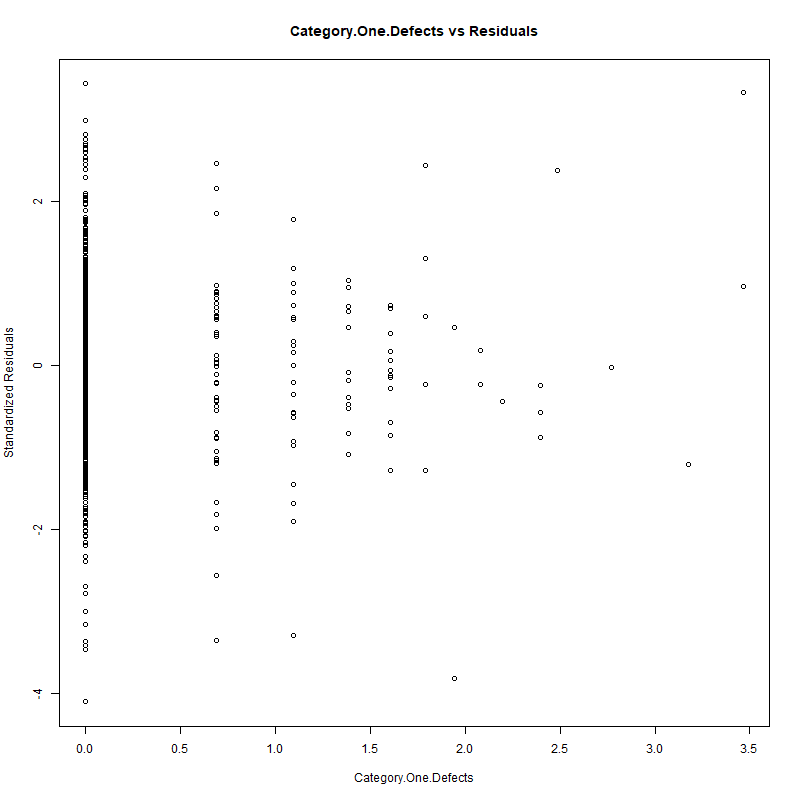 Category.One.Defects vs Residuals
Standardized Residuals
2
0
-2
-4
0.0 0.5 1.0 1.5 2.0 2.5 3.0 3.5
Category.One.Defects